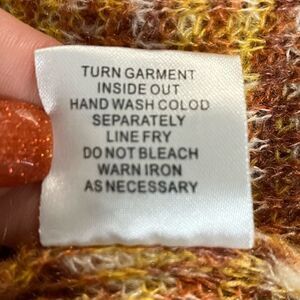 TURN GARMENT
INSIDE OUT
HAND WASH COLOD
SEPARATELY
LINE FRY
DO NOT BLEACH
WARN IRON
AS NECESSARY